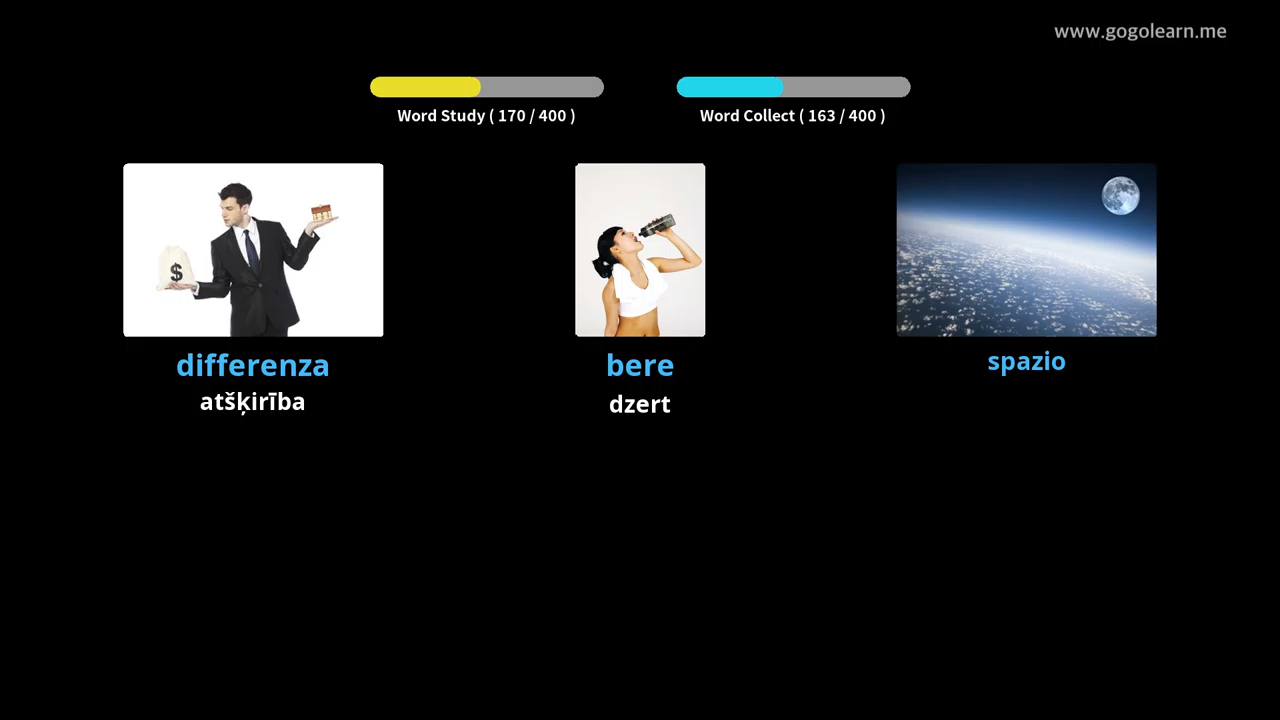 www.gogolearn.me
Word Study ( 170 / 400 )
Word Collect ( 163 / 400 )
$
differenza
atšķirība
bere
dzert
spazio